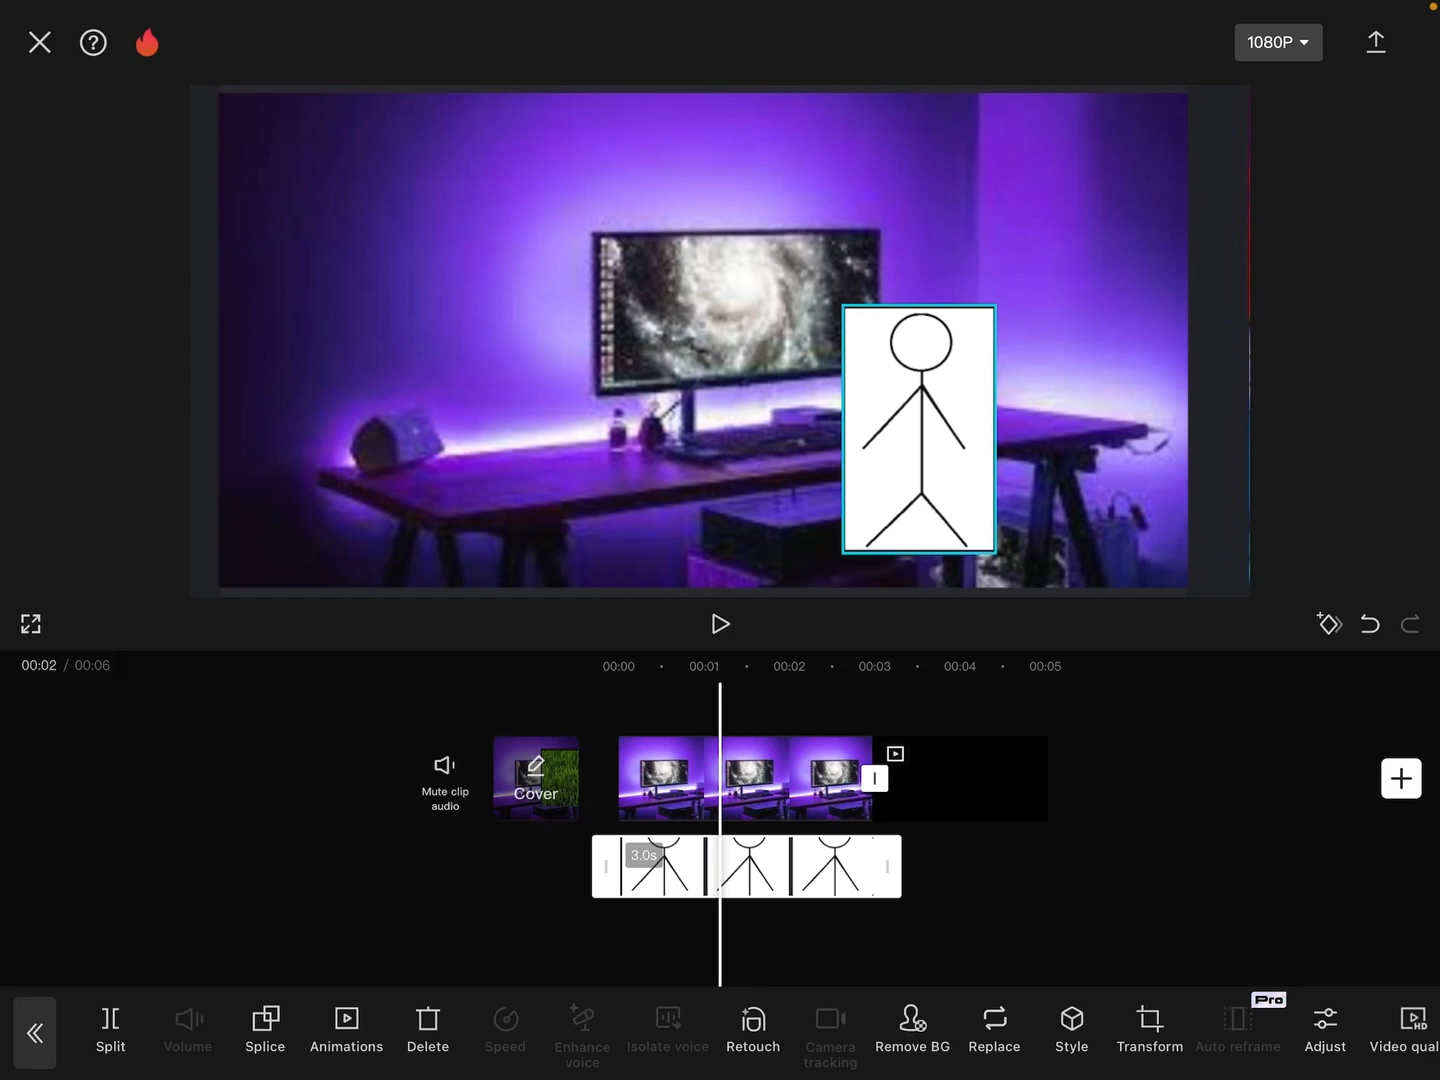 1080P
00:02 / 00:06
00:00 00:01 00:02 00:03 00:04 00:05
Mute clip
audio
Cover
3.0s
Pro
Split
Volume
Splice
Animations
Delete
Speed
Enhance
voice
Isolate voice
Retouch
Camera
tracking
Remove BG
Replace
Style
Transform
Auto reframe
Adjust
HD
Video qual